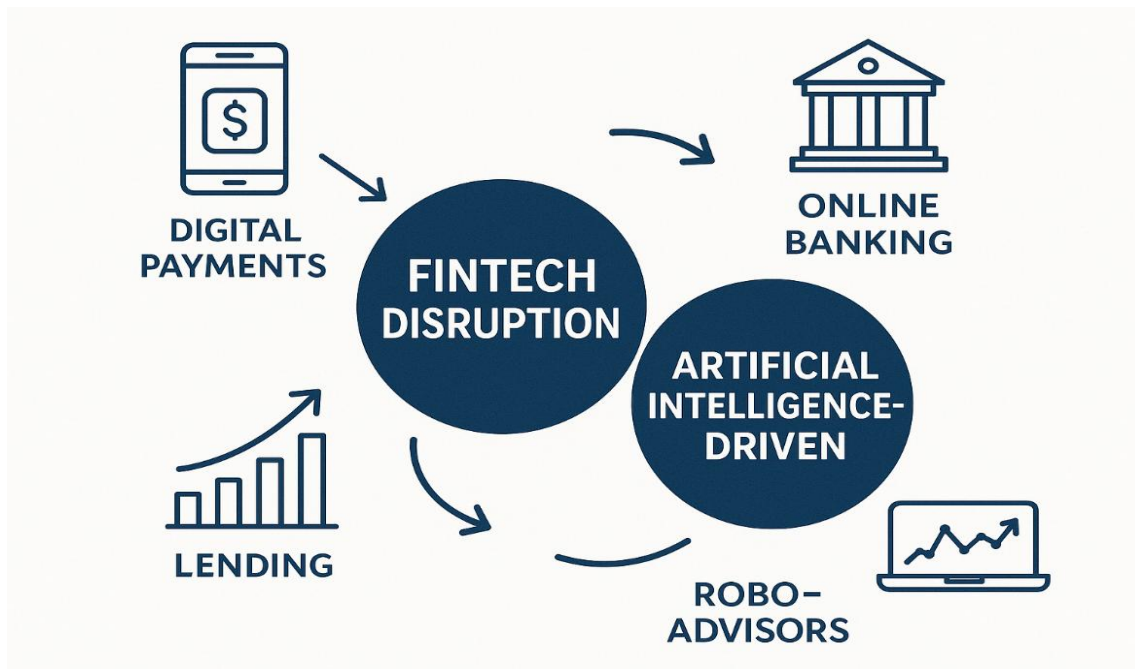 $
DIGITAL
PAYMENTS
ONLINE
BANKING
FINTECH
DISRUPTION
ARTIFICIAL
INTELLIGENCE-
DRIVEN
LENDING
ROBO–
ADVISORS